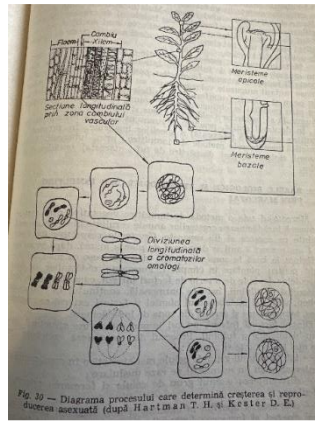 Cambiu
Floem Xilem
Secțiune longitudinală
prin zona cambiului
vascular
Meristeme
apicale
Meristeme
bazale
Diviziunea
longitudinală
a cromatozilor
omologi
Fig. 30 — Diagrama procesului care determină creșterea și repro-
ducerea asexuată (după Hartman T. H. și Kester D. E.)